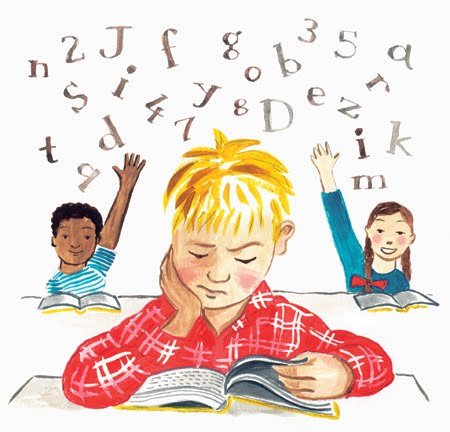 n 2 J f g o b 3 5 q
S i 4 7 y 8 D e z r
t d i k
m